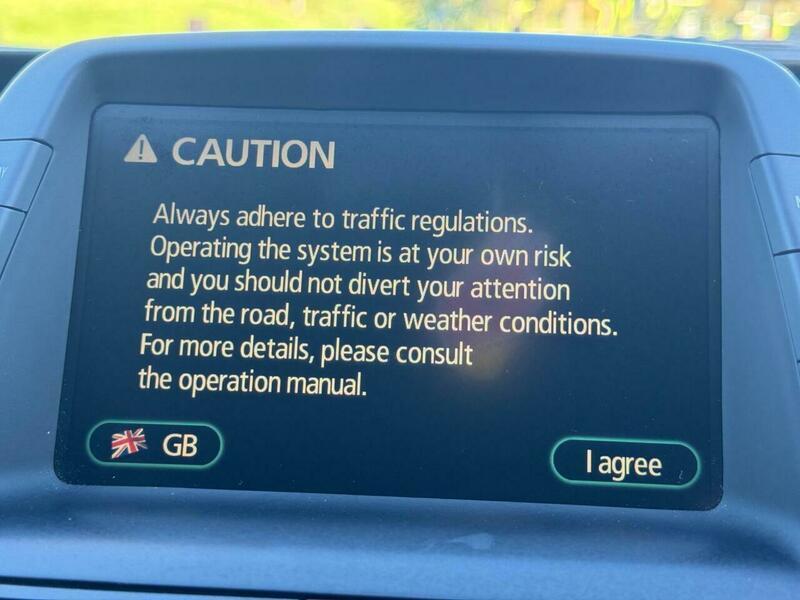 CAUTION
Always adhere to traffic regulations.
Operating the system is at your own risk
and you should not divert your attention
from the road, traffic or weather conditions.
For more details, please consult
the operation manual.
GB
I agree